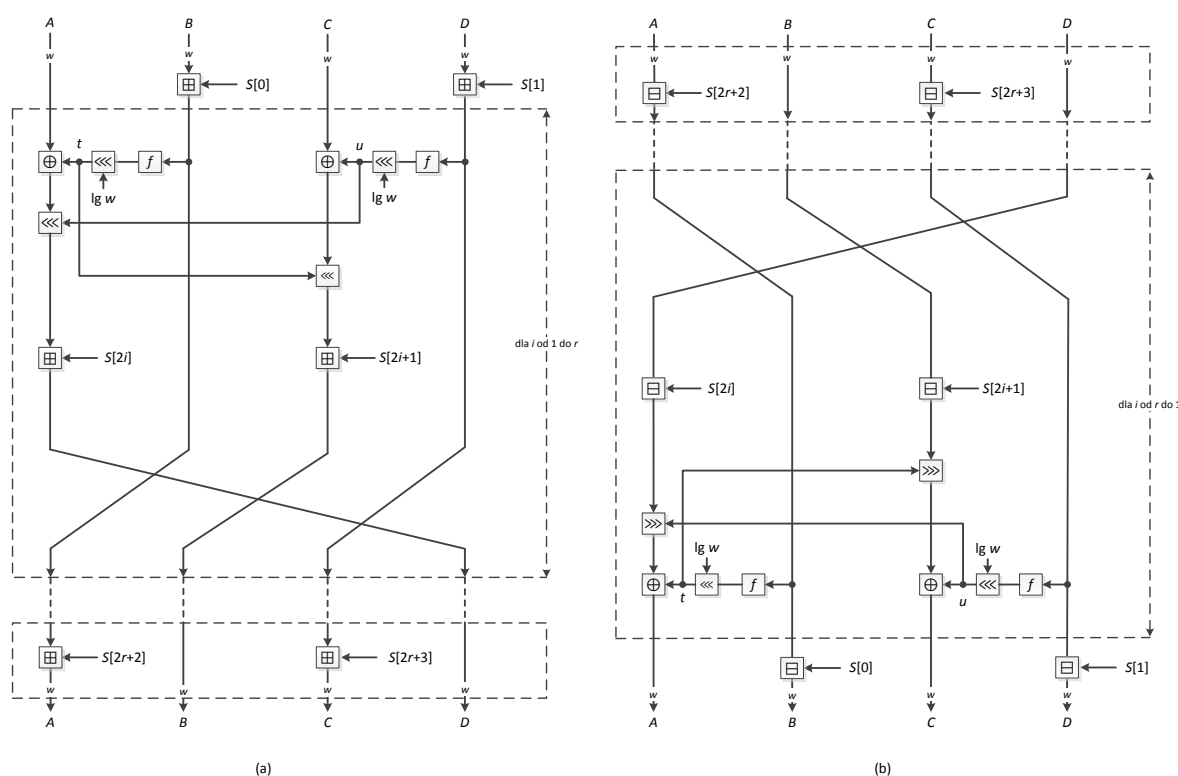 A B C D
w w w w
S[0] S[1]
t f u f
lg w lg w
S[2i] S[2i+1]
dla i od 1 do r
S[2r+2] S[2r+3]
w w w w
A B C D
(a)
A B C D
w w w w
S[2r+2] S[2r+3]
S[2i] S[2i+1]
dla i od r do 1
lg w lg w
t f u f
S[0] S[1]
w w w w
A B C D
(b)